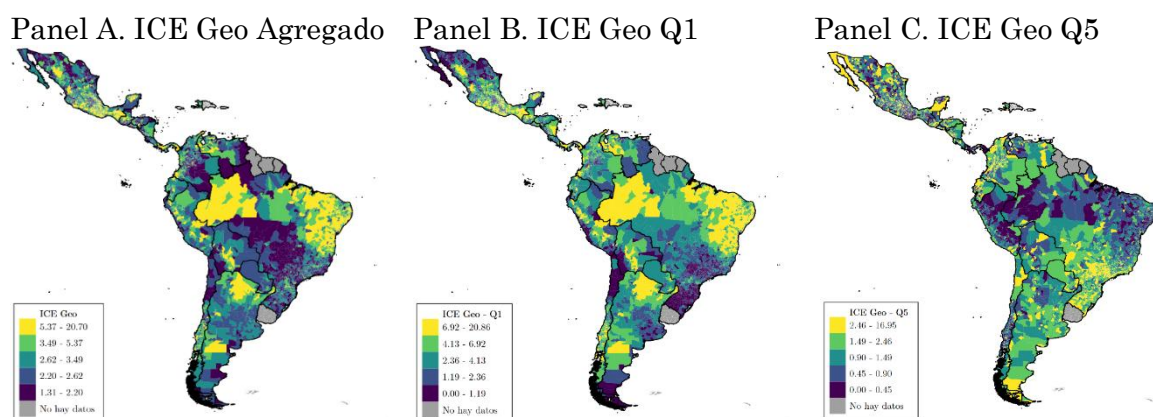 Panel A. ICE Geo Agregado
Panel B. ICE Geo Q1
Panel C. ICE Geo Q5
ICE Geo
5.37 - 20.70
3.49 - 5.37
2.62 - 3.49
2.20 - 2.62
1.31 - 2.20
No hay datos
ICE Geo - Q1
6.92 - 20.86
4.13 - 6.92
2.36 - 4.13
1.19 - 2.36
0.00 - 1.19
No hay datos
ICE Geo - Q5
2.46 - 16.95
1.49 - 2.46
0.90 - 1.49
0.45 - 0.90
0.00 - 0.45
No hay datos